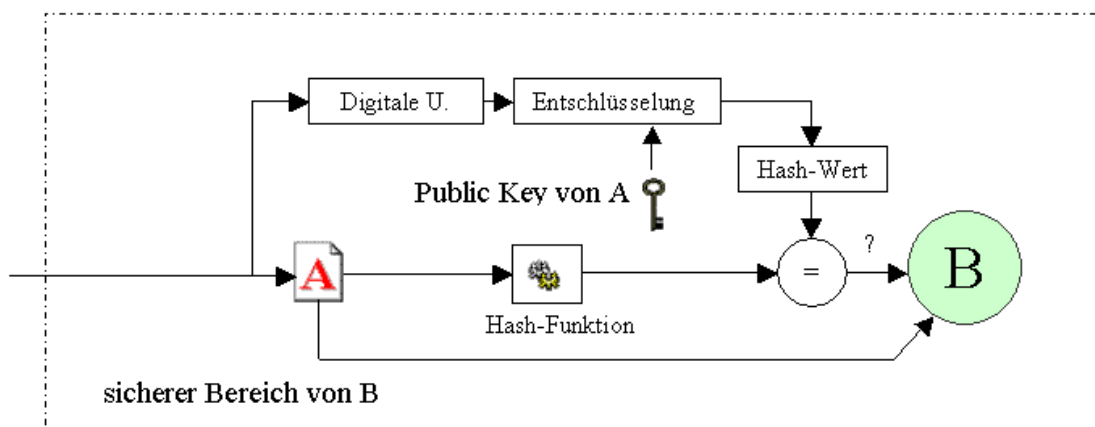 Digitale U.
Entschlüsselung
Hash-Wert
Public Key von A
?
A
=
B
Hash-Funktion
sicherer Bereich von B